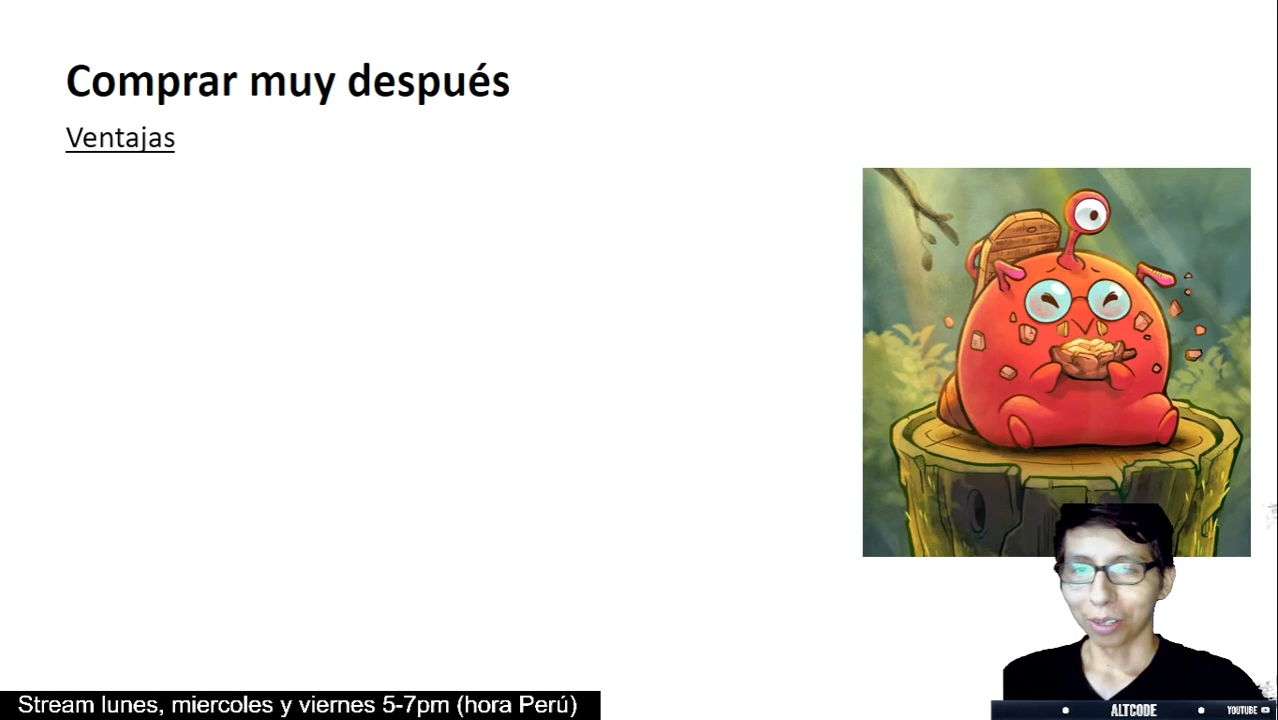 Comprar muy después
Ventajas
Stream lunes, miercoles y viernes 5-7pm (hora Perú)
ALTCODE
YOUTUBE